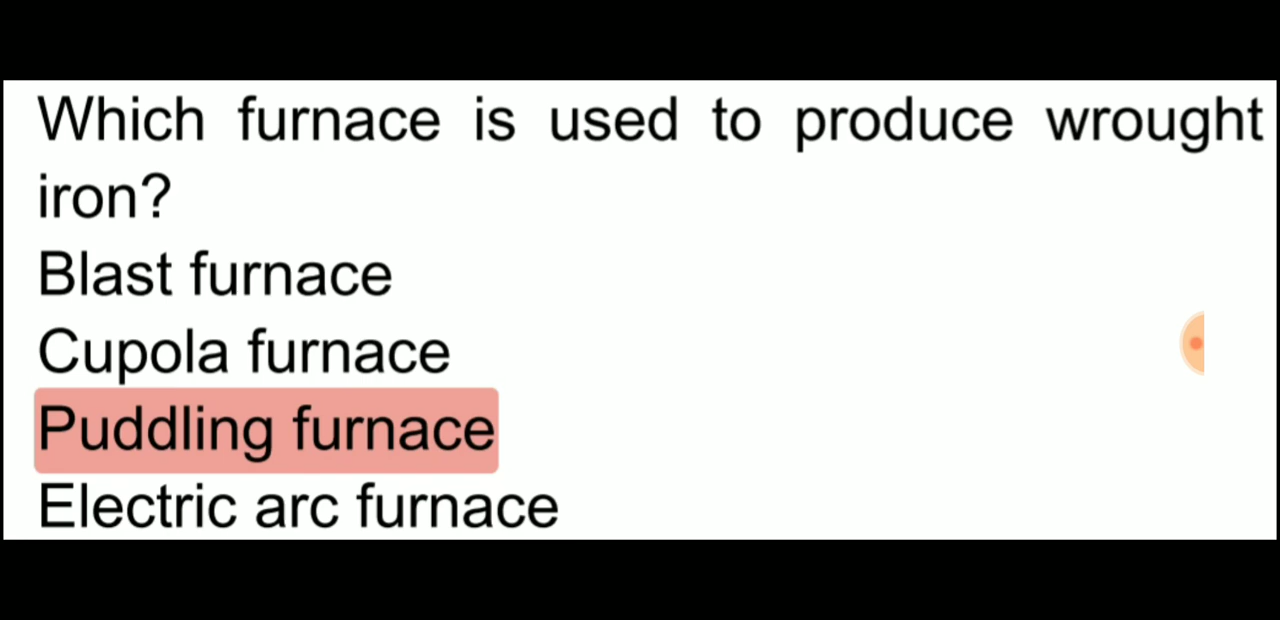 Which furnace is used to produce wrought
iron?
Blast furnace
Cupola furnace
Puddling furnace
Electric arc furnace